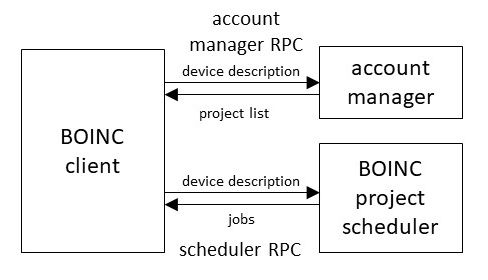 account
manager RPC
device description
account
manager
project list
BOINC
client
device description
BOINC
project
scheduler
jobs
scheduler RPC